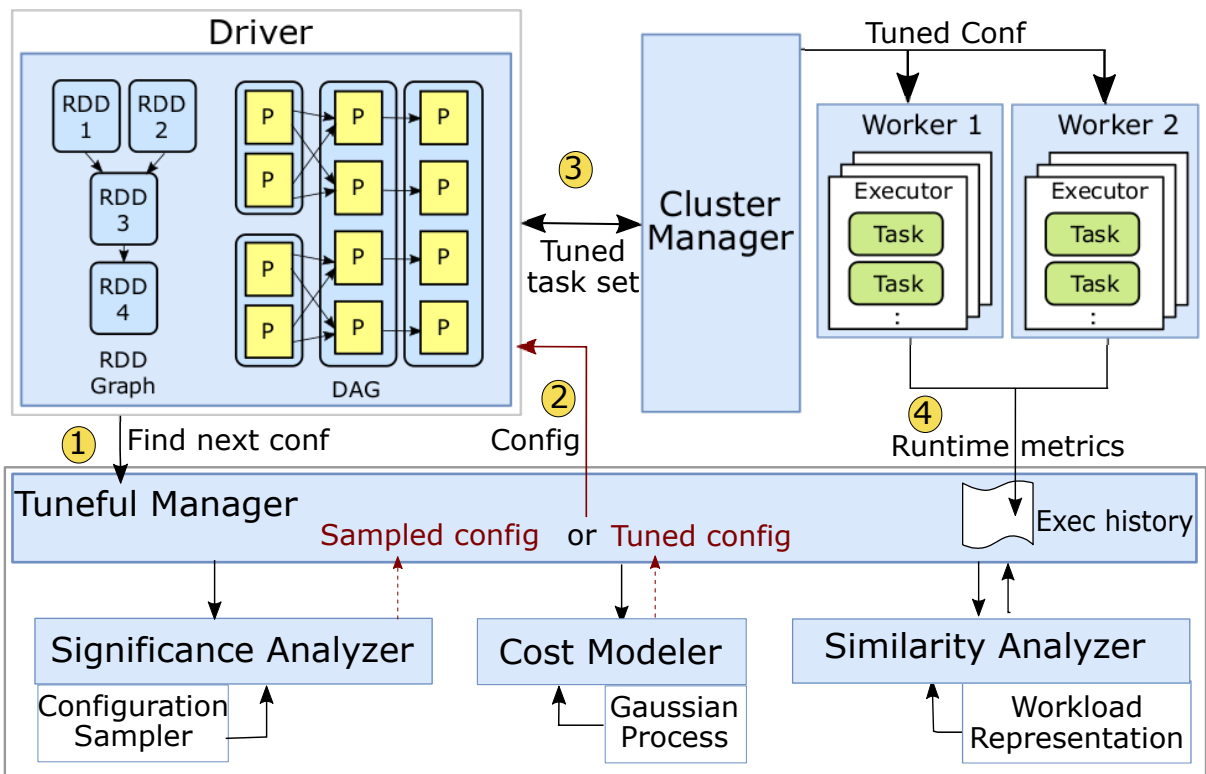 Driver
RDD
1
RDD
2
RDD
3
RDD
4
RDD
Graph
P
P
P
P
P
P
P
P
P
P
P
P
DAG
3
Tuned
task set
Cluster
Manager
Tuned Conf
Worker 1
Executor
Task
Task
:
Worker 2
Executor
Task
Task
:
1
Find next conf
2
Config
4
Runtime metrics
Tuneful Manager
Sampled config or Tuned config
Exec history
Significance Analyzer
Configuration
Sampler
Cost Modeler
Gaussian
Process
Similarity Analyzer
Workload
Representation